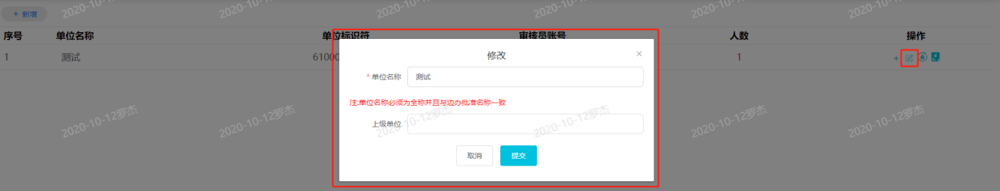 + 新增
序号 单位名称 单位标识符 审核员账号 人数 操作
1 测试 61000 1 +
修改
* 单位名称 测试
注:单位名称必须为全称并且与边办批准名称一致
上级单位
取消 提交
2020-10-12罗杰 2020-10-12罗杰 2020-10-12罗杰 2020-10-12罗杰 2020-10-12罗杰 2020-10-12罗杰
2020-10-12罗杰 2020-10-12罗杰 2020-10-12罗杰 2020-10-12罗杰 2020-10-12罗杰 2020-10-12罗杰